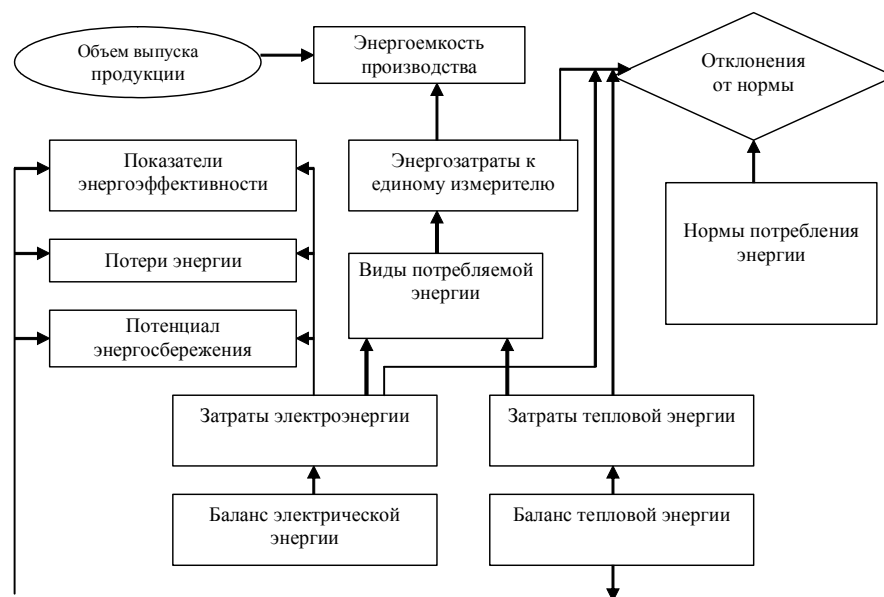 Объем выпуска
продукции
Энергоемкость
производства
Отклонения
от нормы
Показатели
энергоэффективности
Энергозатраты к
единому измерителю
Нормы потребления
энергии
Потери энергии
Виды потребляемой
энергии
Потенциал
энергосбережения
Затраты электроэнергии
Затраты тепловой энергии
Баланс электрической
энергии
Баланс тепловой энергии